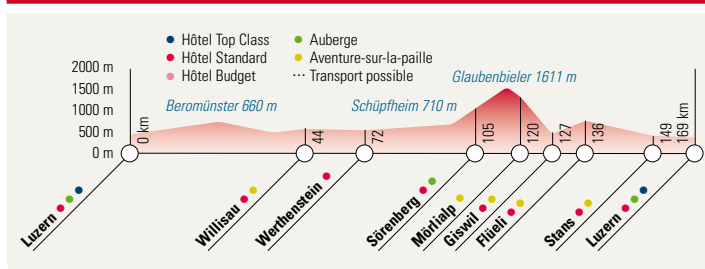 Hôtel Top Class
Hôtel Standard
Hôtel Budget
Auberge
Aventure-sur-la-paille
... Transport possible
2000 m
1500 m
1000 m
500 m
0 m
Beromünster 660 m
Schüpfheim 710 m
Glaubenbieler 1611 m
0 km
44
72
105
120
127
136
149
169 km
Luzern
Willisau
Werthenstein
Sörenberg
Mörlialp
Giswil
Flüeli
Stans
Luzern